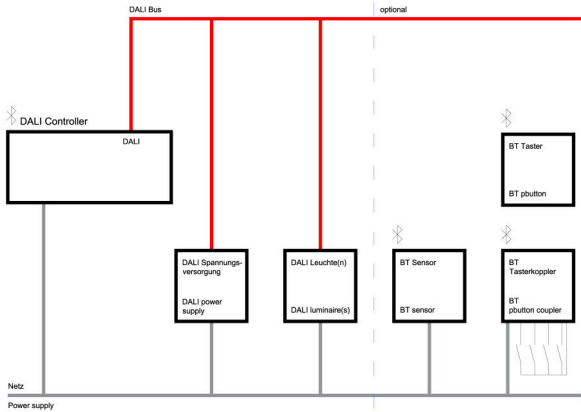 DALI Bus
optional
DALI Controller
DALI
BT Taster
BT pbutton
DALI Spannungs-
versorgung
DALI power
supply
DALI Leuchte(n)
DALI luminaire(s)
BT Sensor
BT sensor
BT
Tasterkoppler
BT
pbutton coupler
Netz
Power supply